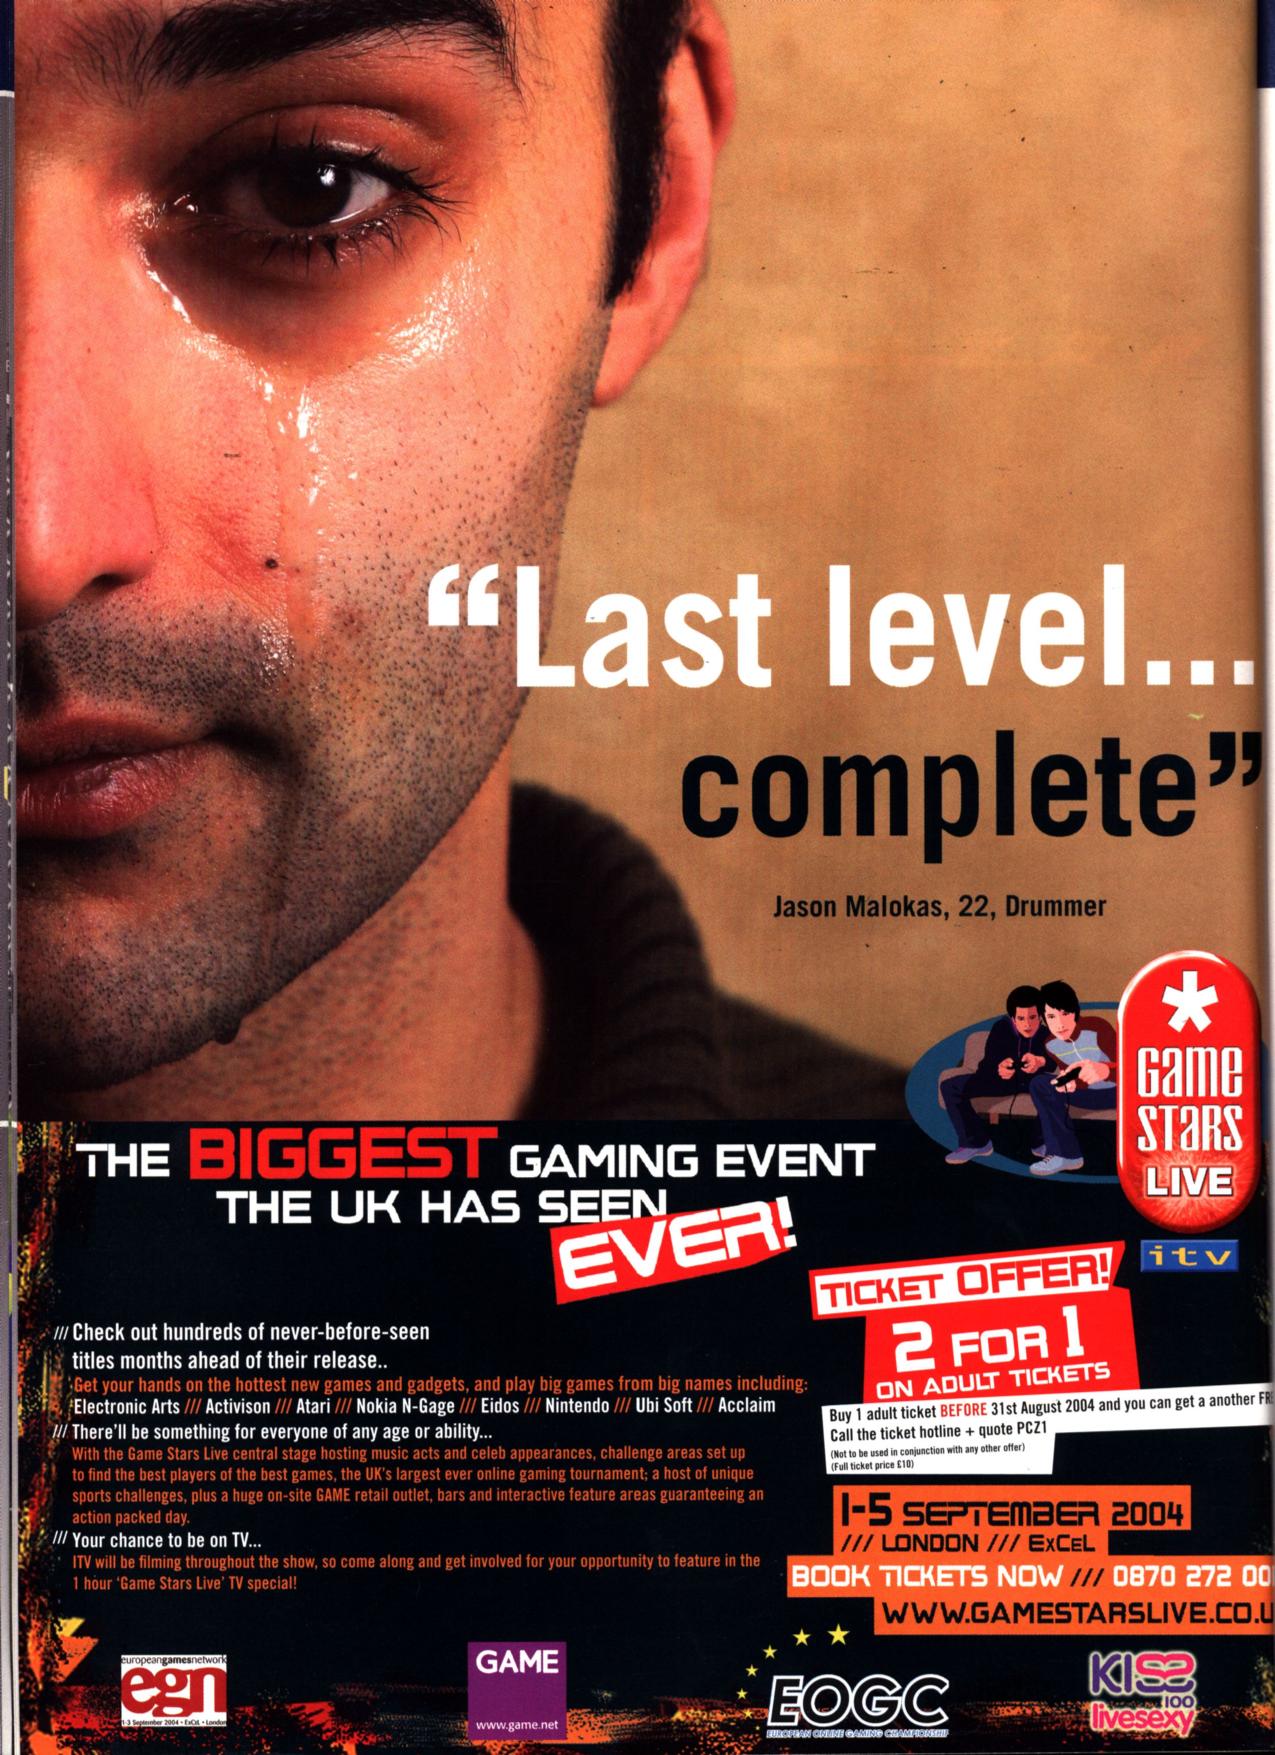 “Last level...
complete”
Jason Malokas, 22, Drummer
*
GAME
STARS
LIVE
itv
THE BIGGEST GAMING EVENT
THE UK HAS SEEN
EVER!
TICKET OFFER!
2 FOR 1
ON ADULT TICKETS
Buy 1 adult ticket BEFORE 31st August 2004 and you can get a another FR
Call the ticket hotline + quote PCZ1
(Not to be used in conjunction with any other offer)
(Full ticket price £10)
/// Check out hundreds of never-before-seen
titles months ahead of their release..
Get your hands on the hottest new games and gadgets, and play big games from big names including:
Electronic Arts /// Activison /// Atari /// Nokia N-Gage /// Eidos /// Nintendo /// Ubi Soft /// Acclaim
/// There'll be something for everyone of any age or ability...
With the Game Stars Live central stage hosting music acts and celeb appearances, challenge areas set up
to find the best players of the best games, the UK's largest ever online gaming tournament; a host of unique
sports challenges, plus a huge on-site GAME retail outlet, bars and interactive feature areas guaranteeing an
action packed day.
/// Your chance to be on TV...
ITV will be filming throughout the show, so come along and get involved for your opportunity to feature in the
1 hour 'Game Stars Live' TV special!
1-5 SEPTEMBER 2004
/// LONDON /// ExCeL
BOOK TICKETS NOW /// 0870 272 00
WWW.GAMESTARSLIVE.CO.U
europeangamesnetwork
egn
1-3 September 2004 • ExCeL • London
GAME
www.game.net
EOGC
EUROPEAN ONLINE GAMING CHAMPIONSHIP
KISS
100
livesexy